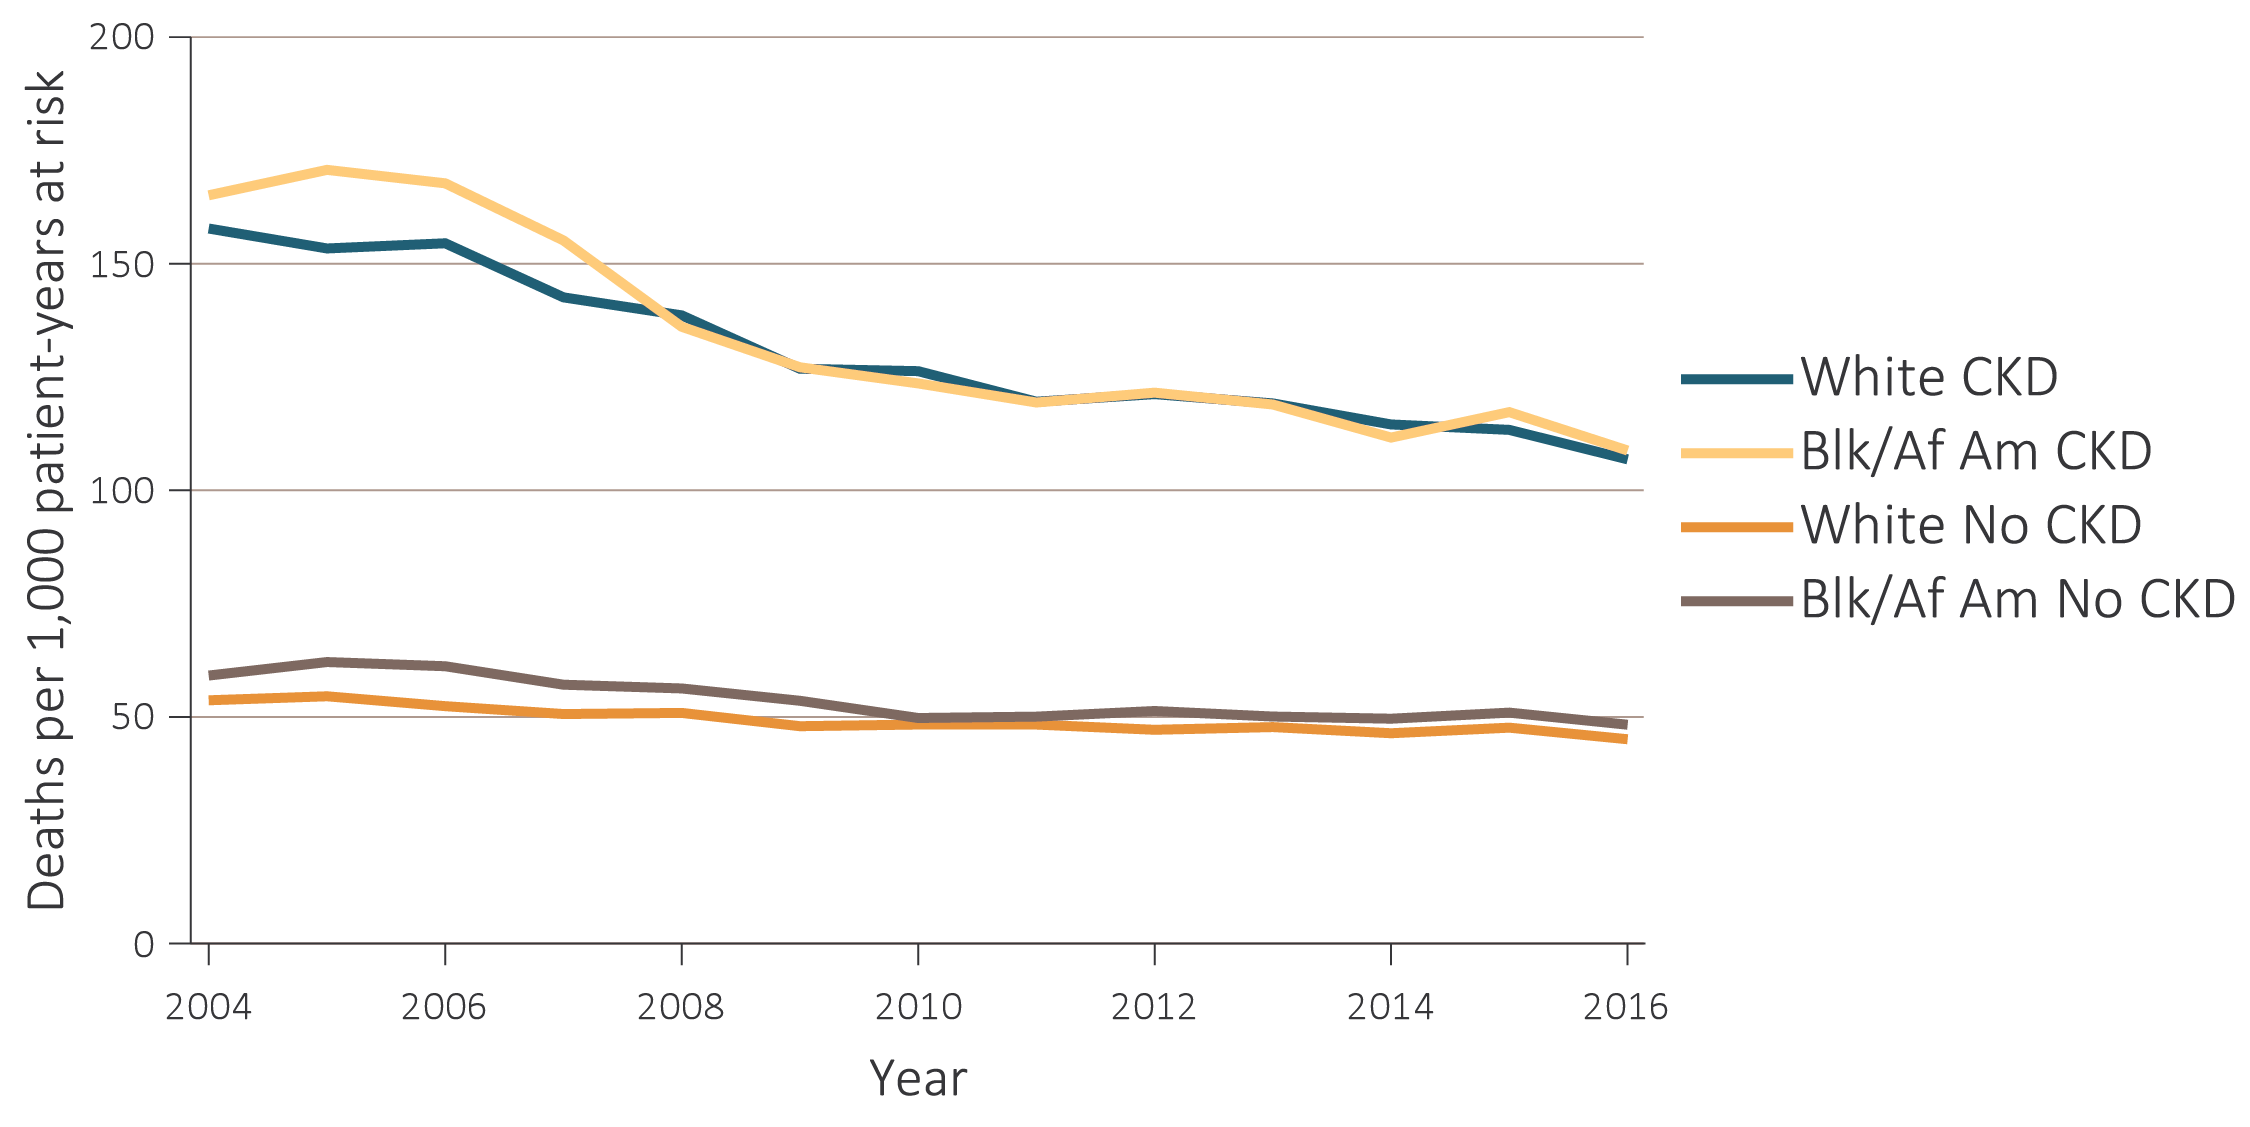 Deaths per 1,000 patient-years at risk
200
150
100
50
0
2004 2006 2008 2010 2012 2014 2016
Year
White CKD
Blk/Af Am CKD
White No CKD
Blk/Af Am No CKD